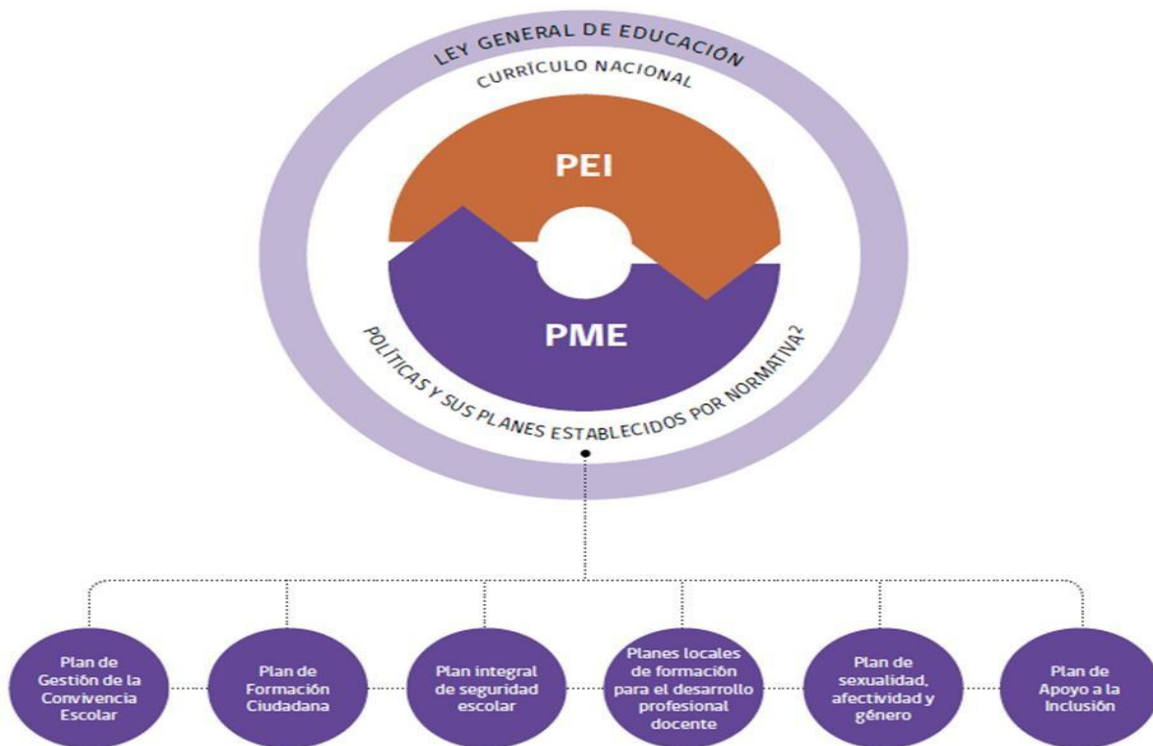 LEY GENERAL DE EDUCACIÓN
CURRÍCULO NACIONAL
PEI
PME
POLÍTICAS Y SUS PLANES ESTABLECIDOS POR NORMATIVA²
Plan de
Gestión de la
Convivencia
Escolar
Plan de
Formación
Ciudadana
Plan integral
de seguridad
escolar
Planes locales
de formación
para el desarrollo
profesional
docente
Plan de
sexualidad,
afectividad y
género
Plan de
Apoyo a la
Inclusión